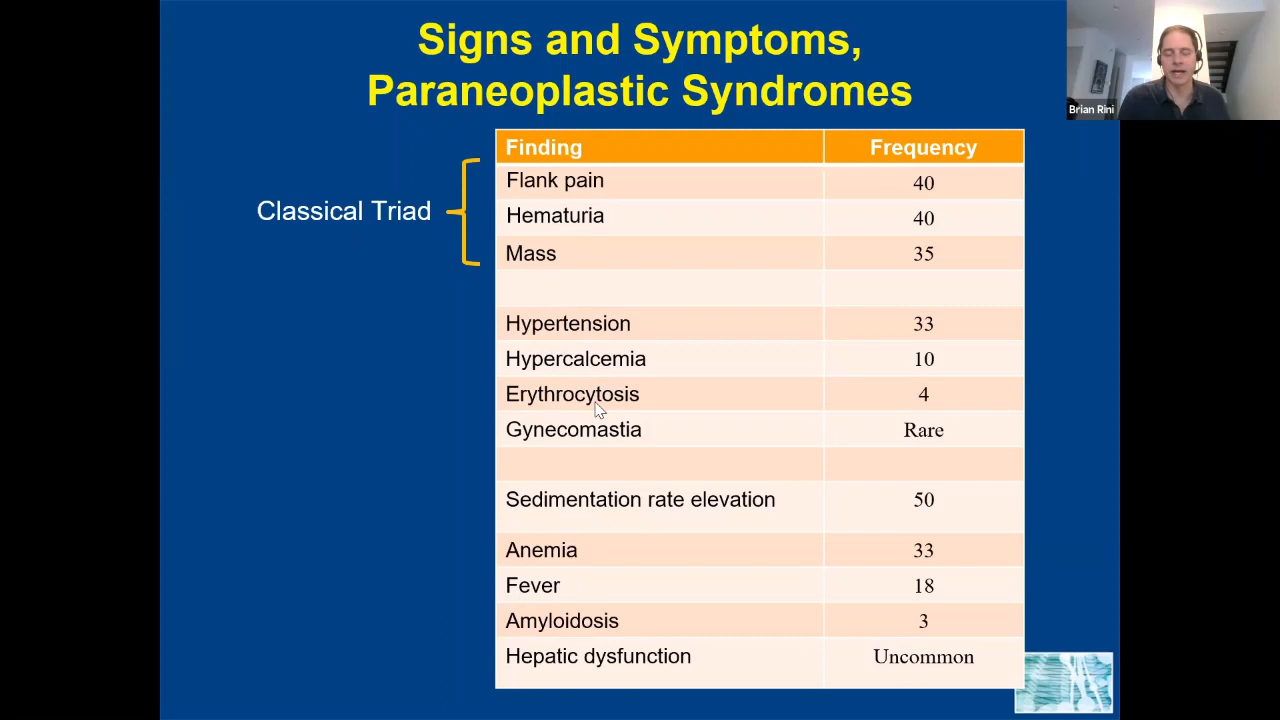 Signs and Symptoms,
Paraneoplastic Syndromes
Brian Rini
Finding Frequency
Classical Triad
Flank pain 40
Hematuria 40
Mass 35
Hypertension 33
Hypercalcemia 10
Erythrocytosis 4
Gynecomastia Rare
Sedimentation rate elevation 50
Anemia 33
Fever 18
Amyloidosis 3
Hepatic dysfunction Uncommon